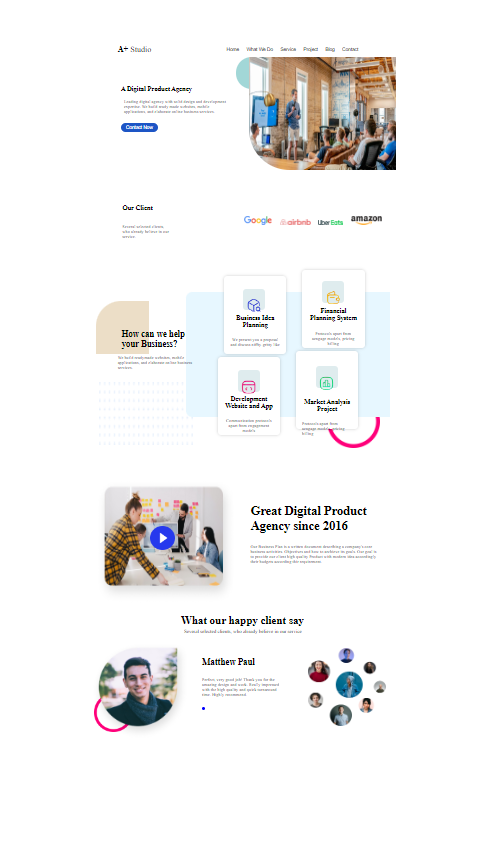 A+ Studio
Home What We Do Service Project Blog Contact
A Digital Product Agency
Leading digital agency with solid design and development
expertise. We build ready made websites, mobile
applications, and elaborate online business services.
Contact Now
Our Client
Several selected clients,
who already believe in our
service.
Google airbnb Uber Eats amazon
How can we help
your Business?
We build readymade websites, mobile
applications, and elaborate online business
services.
Business Idea
Planning
We present you a proposal
and discuss niffty-gritty like
Financial
Planning System
Protocols apart from
aengage models, pricing
billing
Development
Website and App
Communication protocols
apart from engagement
models
Market Analysis
Project
Protocols apart from
aengage models, pricing
billing
Great Digital Product
Agency since 2016
Our Business Plan is a written document describing a company's core
business activities, Objectives and how to
to provide our client high quality Product with modern idea accordingly
their budgets according thir requirement.
What our happy client say
Several selected clients, who already believe in our service
Matthew Paul
Perfect, very good job! Thank you for the
amazing design and work. Really impressed
with the high quality and quick turnaround
time. Highly recommend.